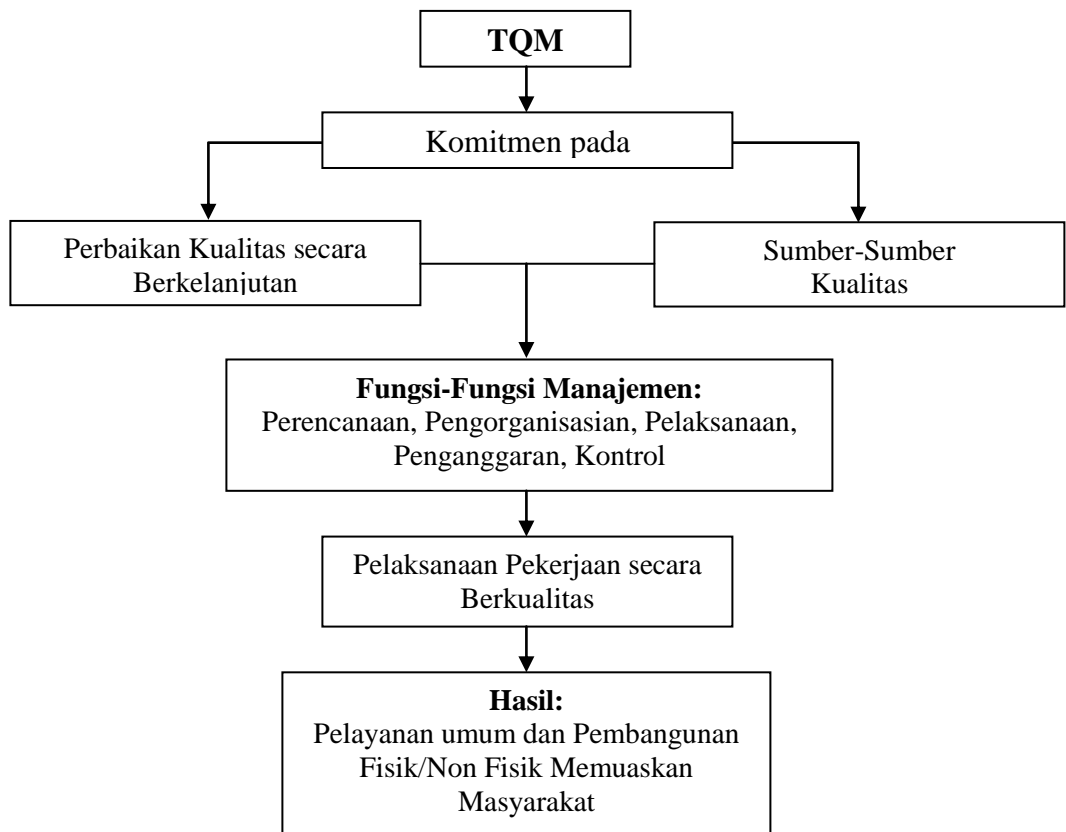 TQM
Komitmen pada
Perbaikan Kualitas secara
Berkelanjutan
Sumber-Sumber
Kualitas
Fungsi-Fungsi Manajemen:
Perencanaan, Pengorganisasian, Pelaksanaan,
Penganggaran, Kontrol
Pelaksanaan Pekerjaan secara
Berkualitas
Hasil:
Pelayanan umum dan Pembangunan
Fisik/Non Fisik Memuaskan
Masyarakat